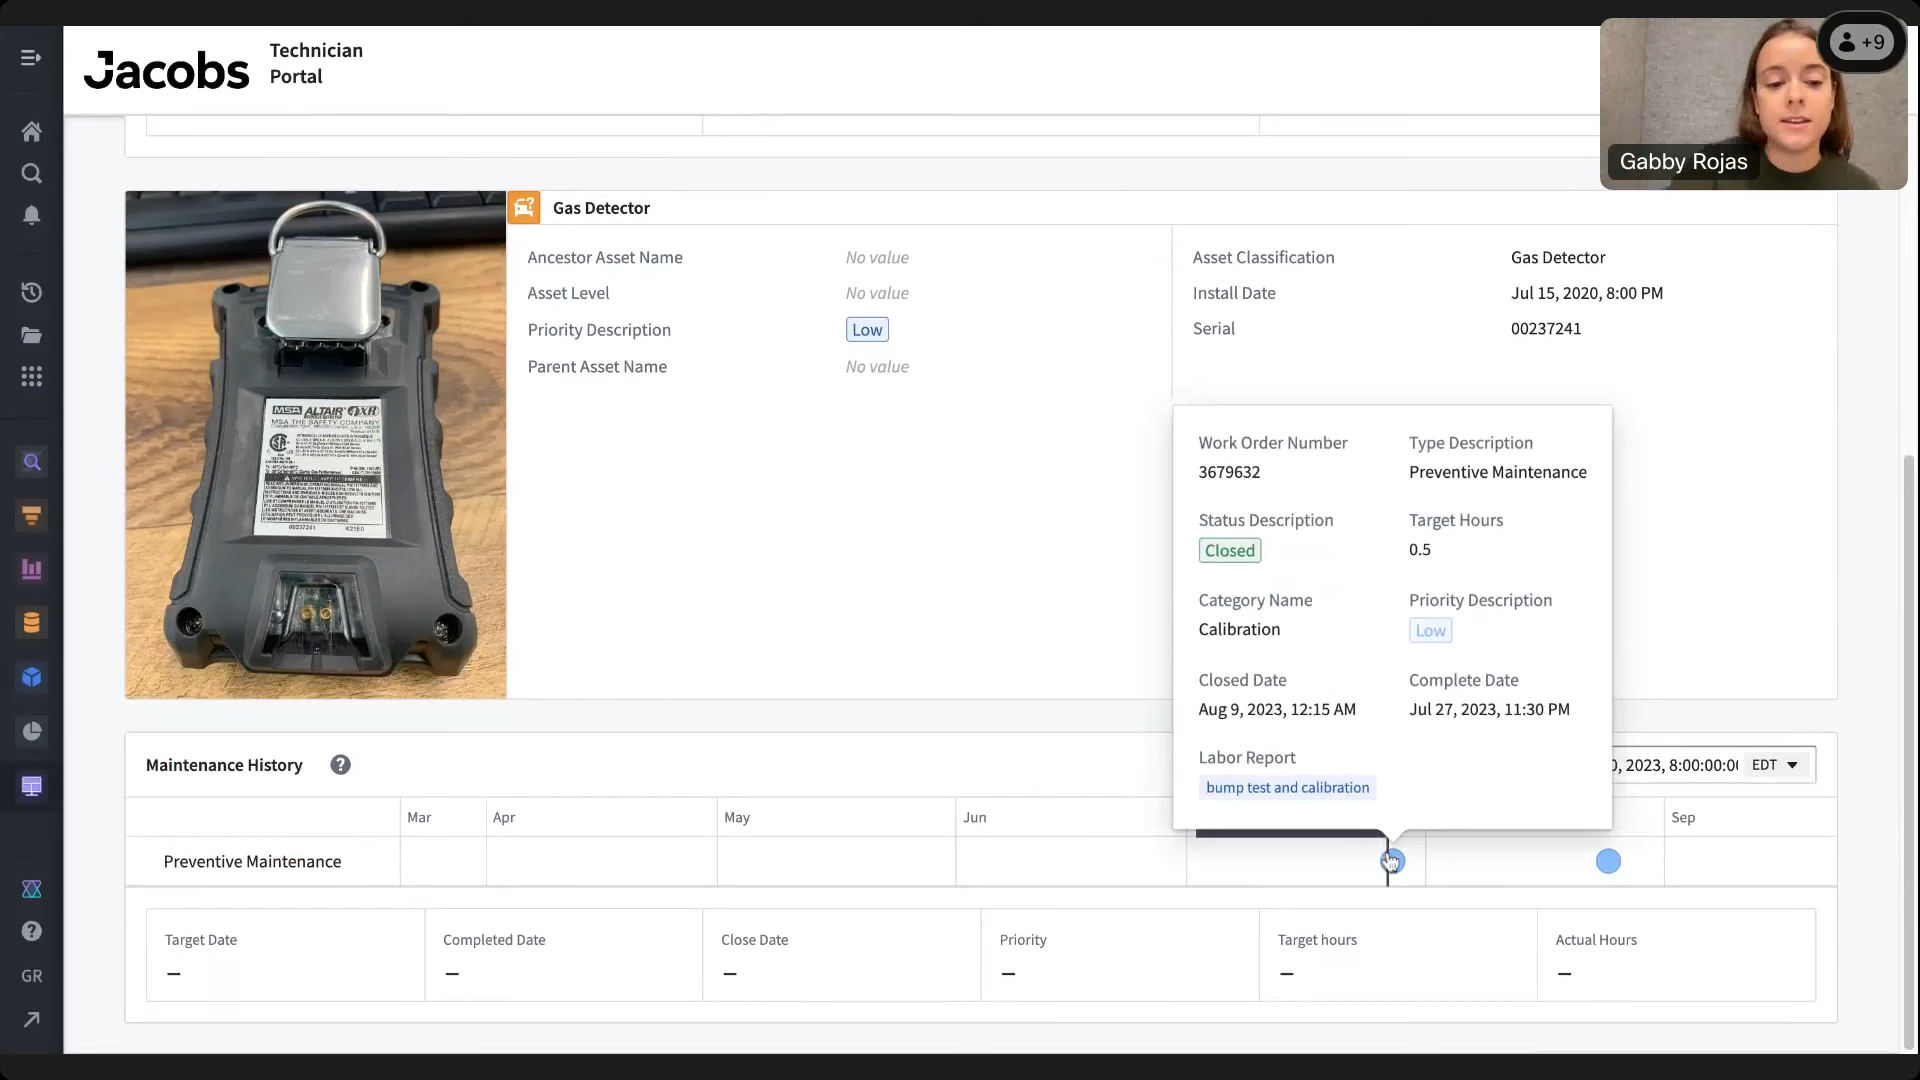 Jacobs
Technician
Portal
+9
Gabby Rojas
Gas Detector
Ancestor Asset Name No value
Asset Level No value
Priority Description Low
Parent Asset Name No value
Asset Classification Gas Detector
Install Date Jul 15, 2020, 8:00 PM
Serial 00237241
MSA ALTAIR 4XR
MSA THE SAFETY COMPANY
00237241
Work Order Number
3679632
Type Description
Preventive Maintenance
Status Description
Closed
Target Hours
0.5
Category Name
Calibration
Priority Description
Low
Closed Date
Aug 9, 2023, 12:15 AM
Complete Date
Jul 27, 2023, 11:30 PM
Labor Report
bump test and calibration
Maintenance History
, 2023, 8:00:00:0 EDT
Mar Apr May Jun Sep
Preventive Maintenance
Target Date
–
Completed Date
–
Close Date
–
Priority
–
Target hours
–
Actual Hours
–
GR